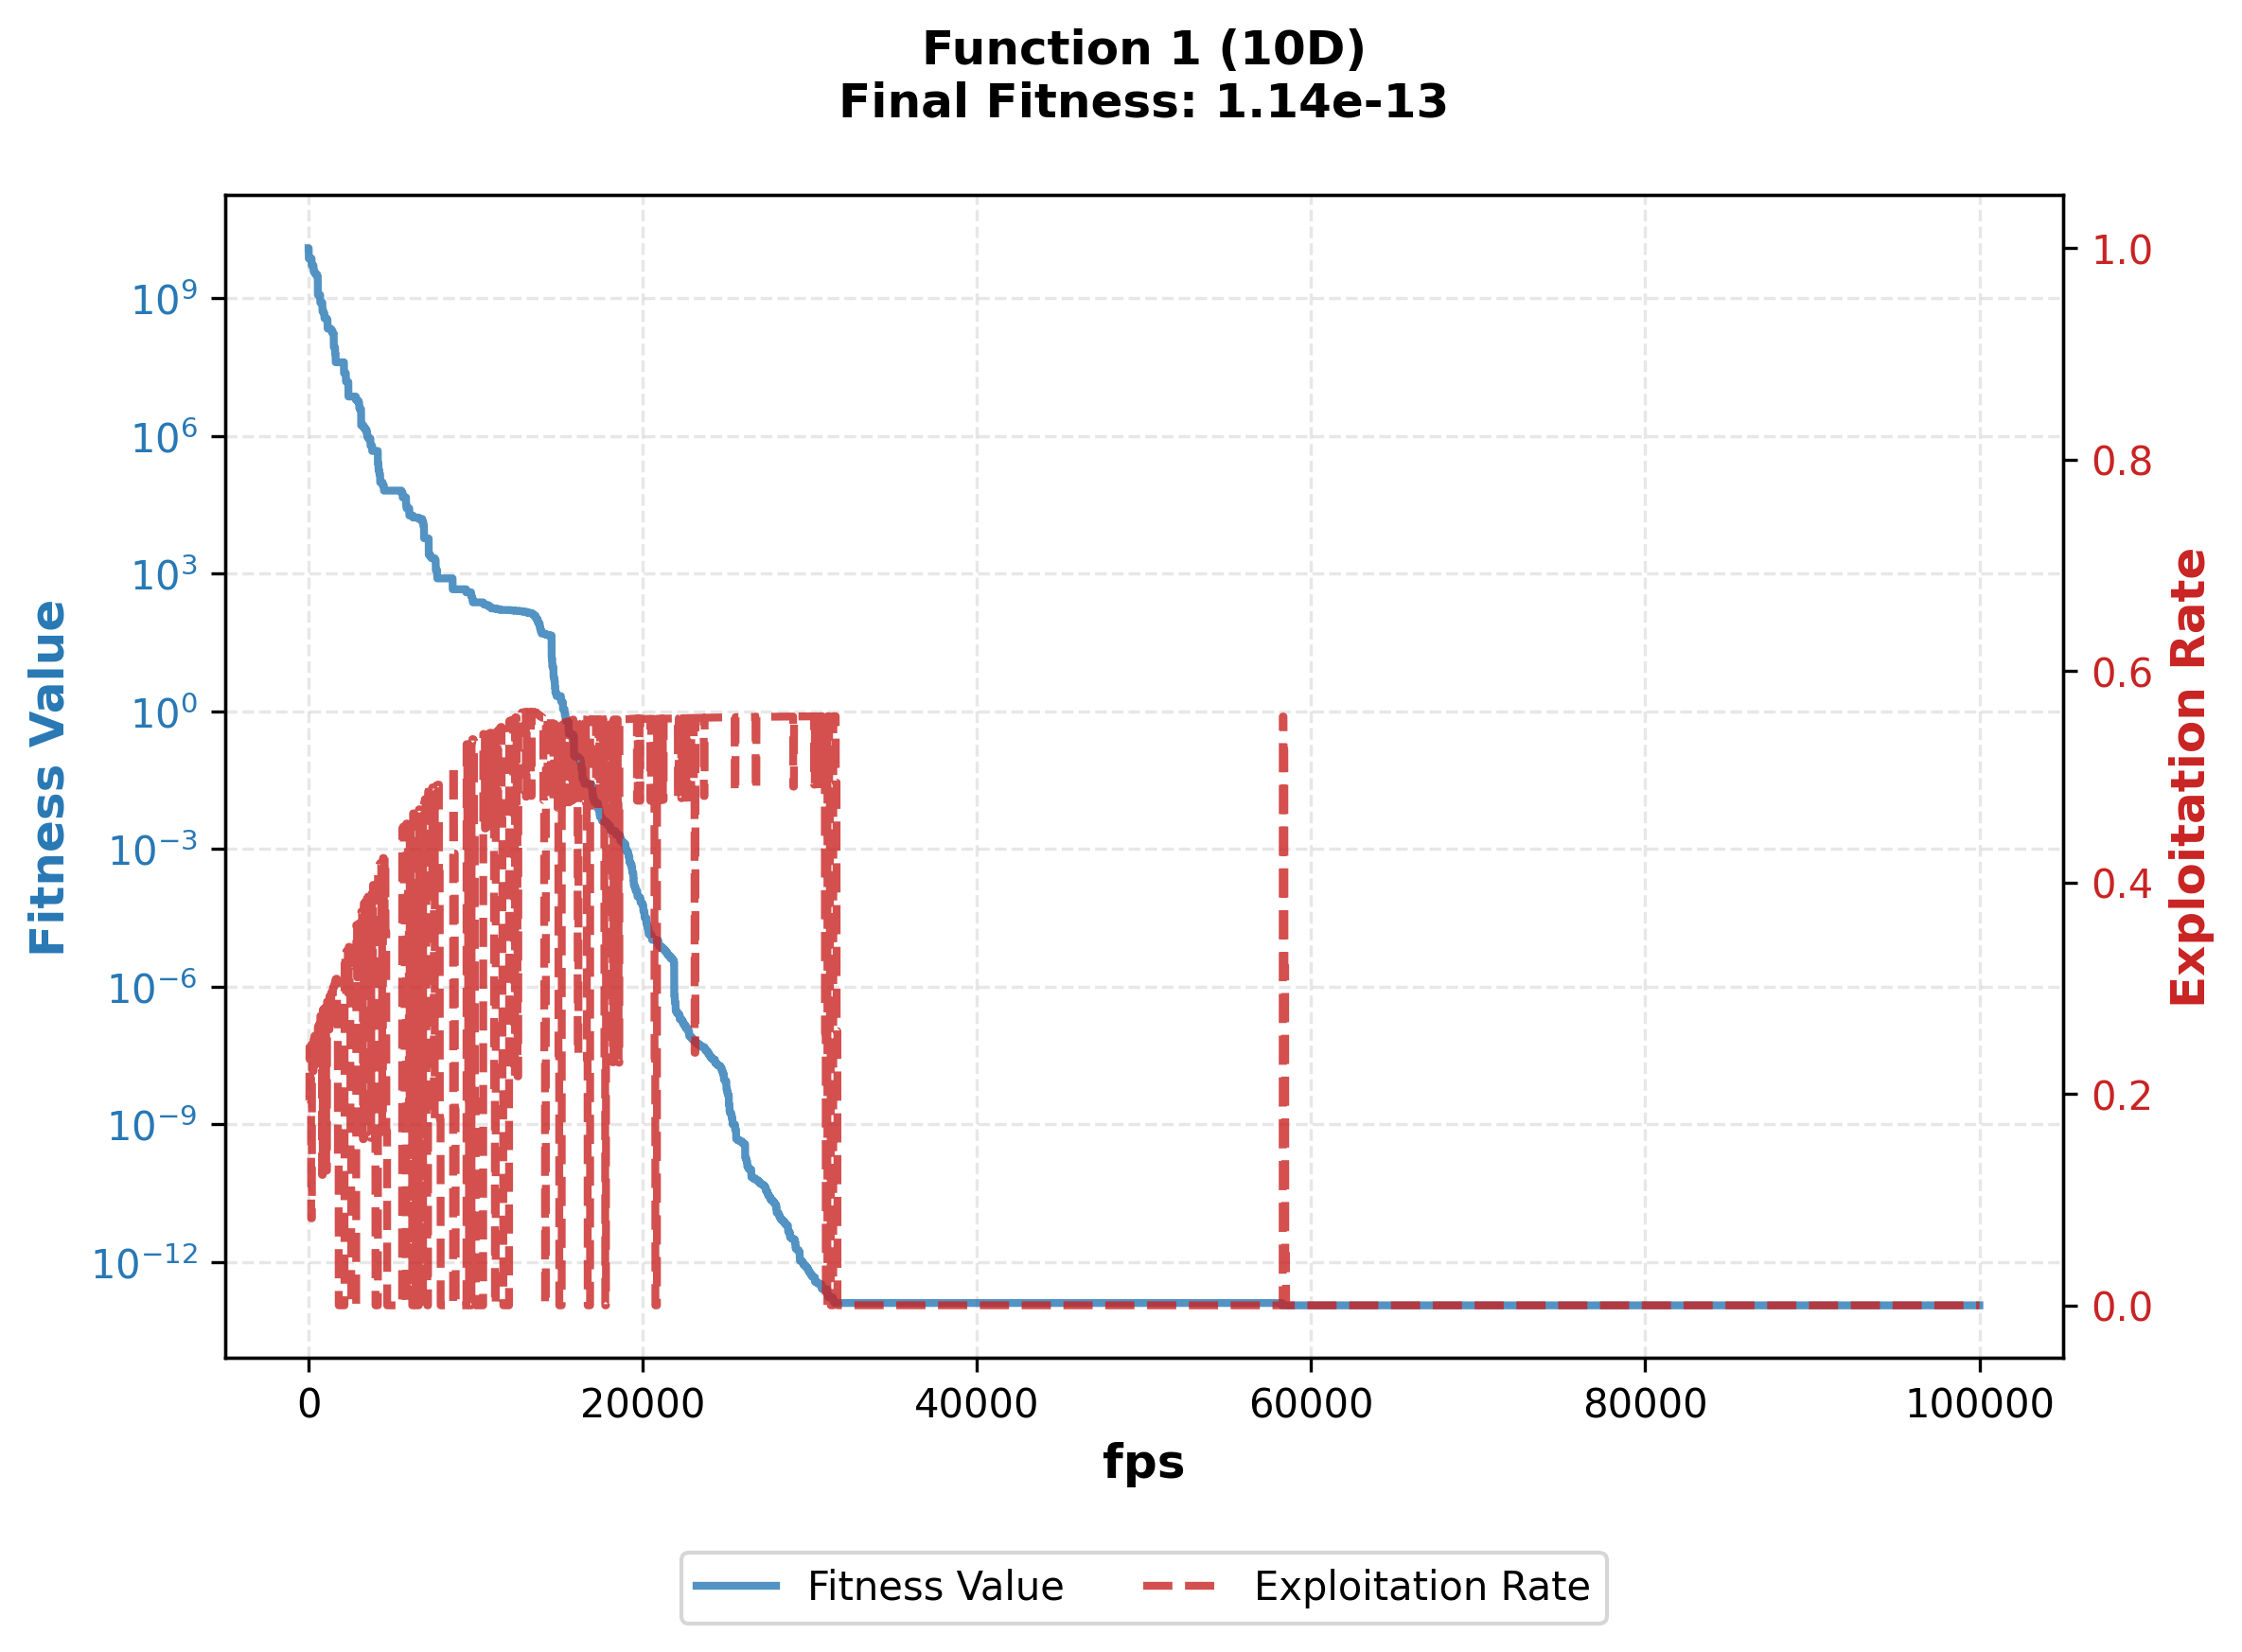 Function 1 (10D)
Final Fitness: 1.14e-13
Fitness Value
10⁹
10⁶
10³
10⁰
10⁻³
10⁻⁶
10⁻⁹
10⁻¹²
1.0
0.8
0.6
0.4
0.2
0.0
Exploitation Rate
0 20000 40000 60000 80000 100000
fps
Fitness Value Exploitation Rate